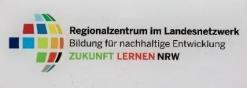 Regionalzentrum im Landesnetzwerk
Bildung für nachhaltige Entwicklung
ZUKUNFT LERNEN NRW